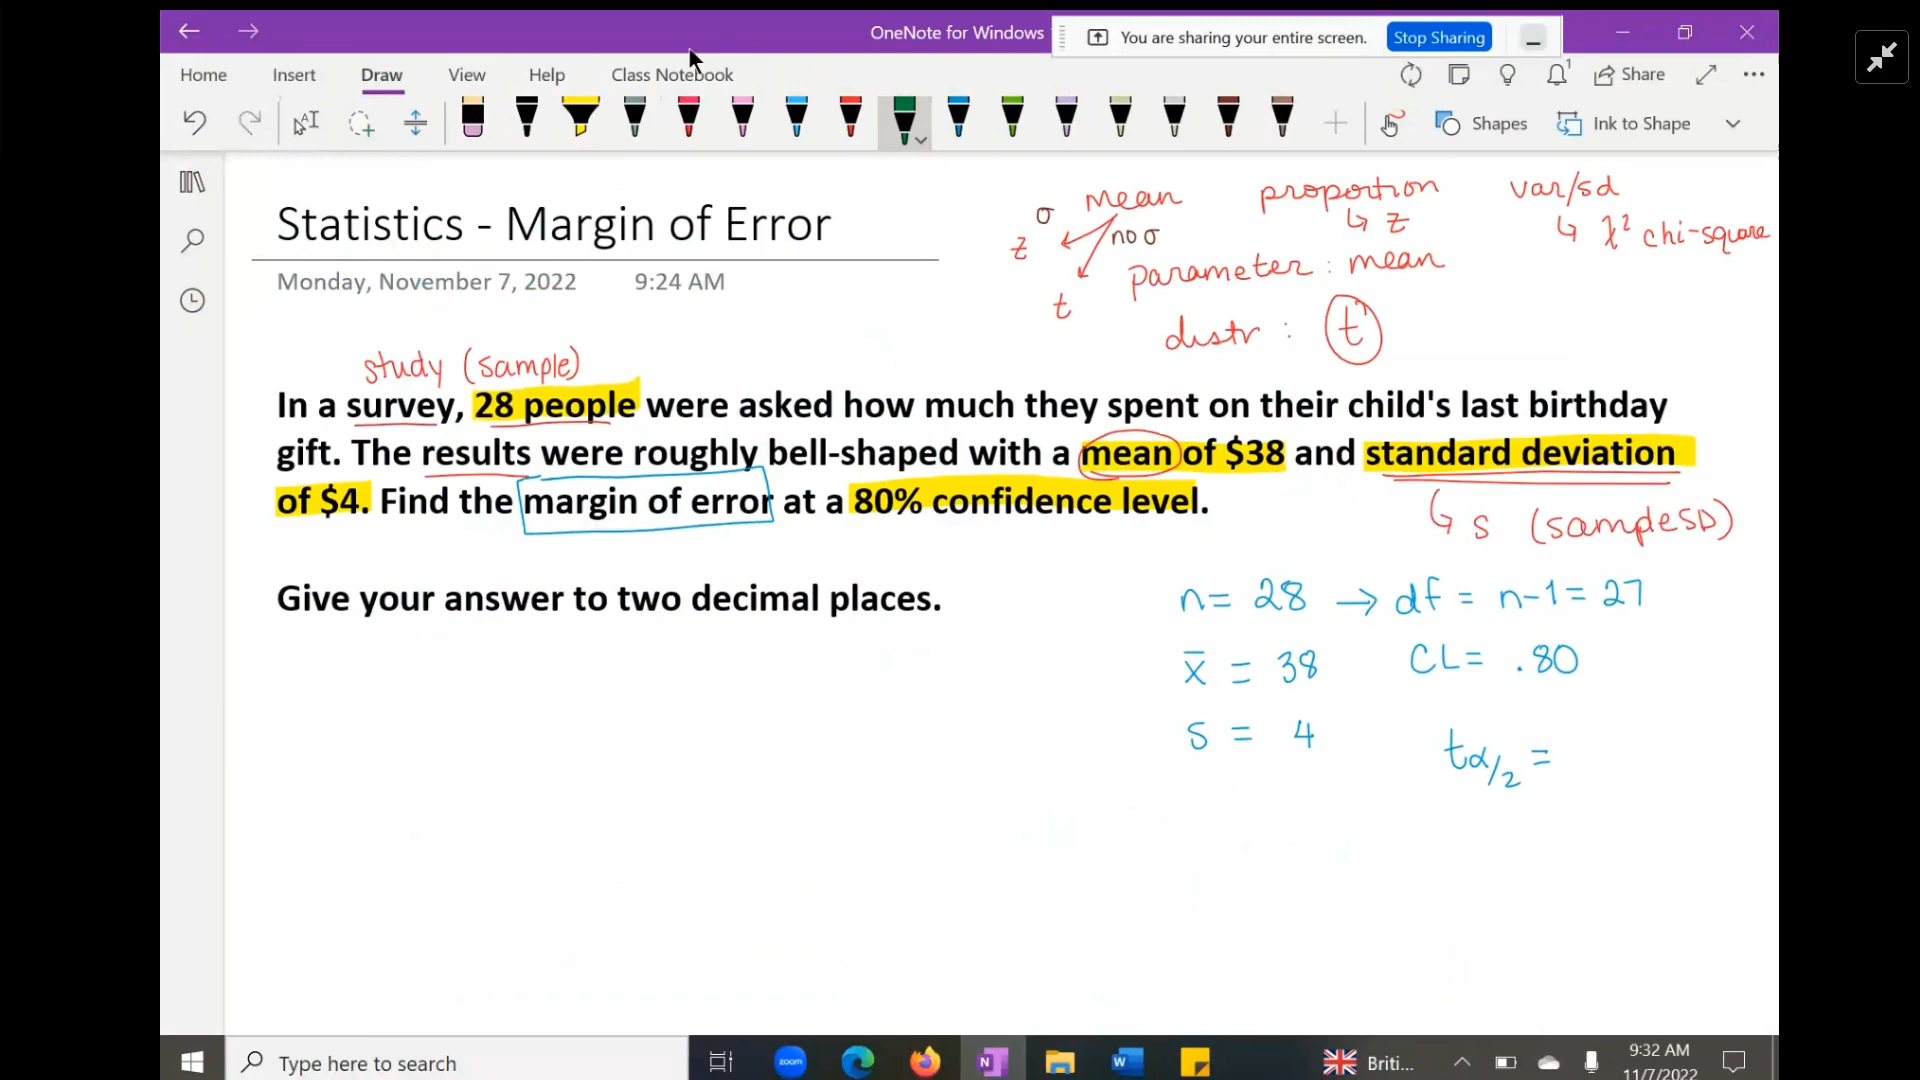 OneNote for Windows
You are sharing your entire screen. Stop Sharing
Home Insert Draw View Help Class Notebook
1
Share
Shapes Ink to Shape
Statistics - Margin of Error
Monday, November 7, 2022 9:24 AM
mean proportion var/sd
σ ↳ z ↳ χ² chi-square
z no σ
t parameter : mean
distr : t
study (sample)
In a survey, 28 people were asked how much they spent on their child's last birthday
gift. The results were roughly bell-shaped with a mean of $38 and standard deviation
of $4. Find the margin of error at a 80% confidence level.
↳ s (sample SD)
Give your answer to two decimal places.
n = 28 → df = n-1 = 27
x̄ = 38 CL = .80
s = 4
tα/2 =
Type here to search
zoom
N
W
Briti...
9:32 AM
11/7/2022